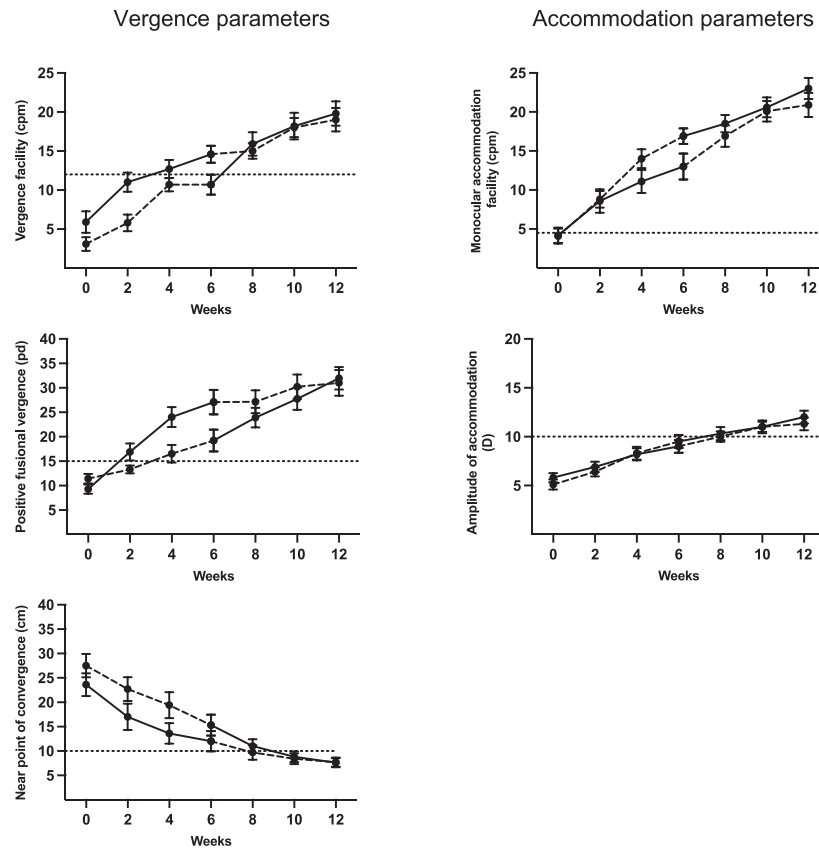 Vergence parameters
Accommodation parameters
Vergence facility (cpm)
25
20
15
10
5
0 2 4 6 8 10 12
Weeks
Monocular accommodation
facility (cpm)
25
20
15
10
5
0 2 4 6 8 10 12
Weeks
Positive fusional vergence (pd)
40
35
30
25
20
15
10
5
0 2 4 6 8 10 12
Weeks
Amplitude of accommodation
(D)
20
15
10
5
0 2 4 6 8 10 12
Weeks
Near point of convergence (cm)
40
35
30
25
20
15
10
5
0 2 4 6 8 10 12
Weeks